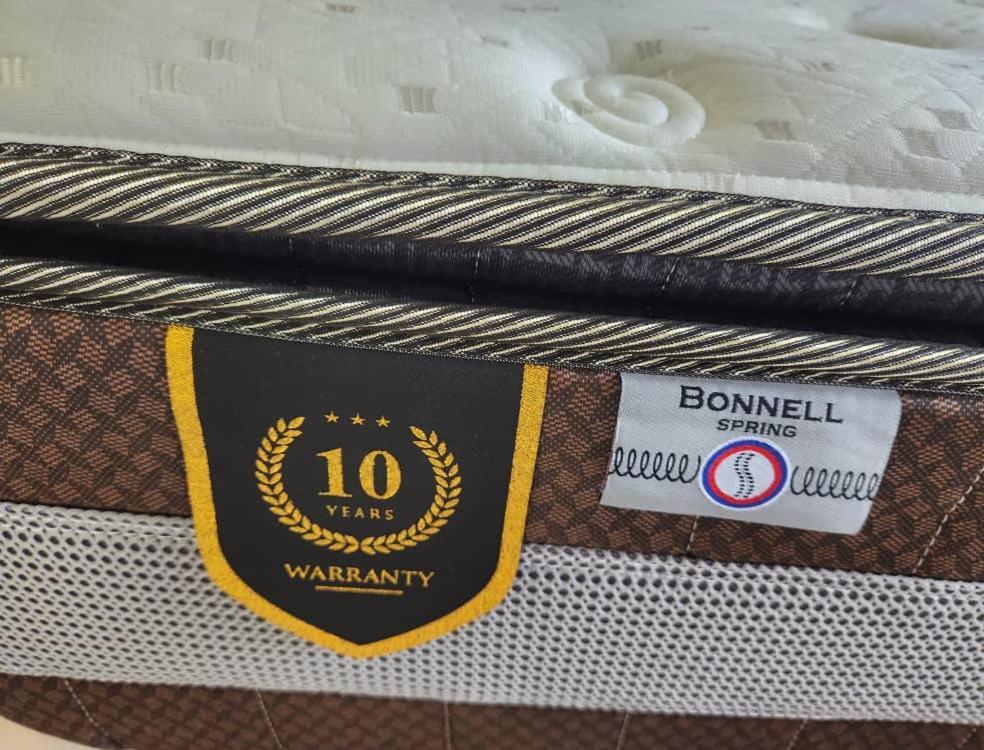 10
YEARS
WARRANTY
BONNELL
SPRING